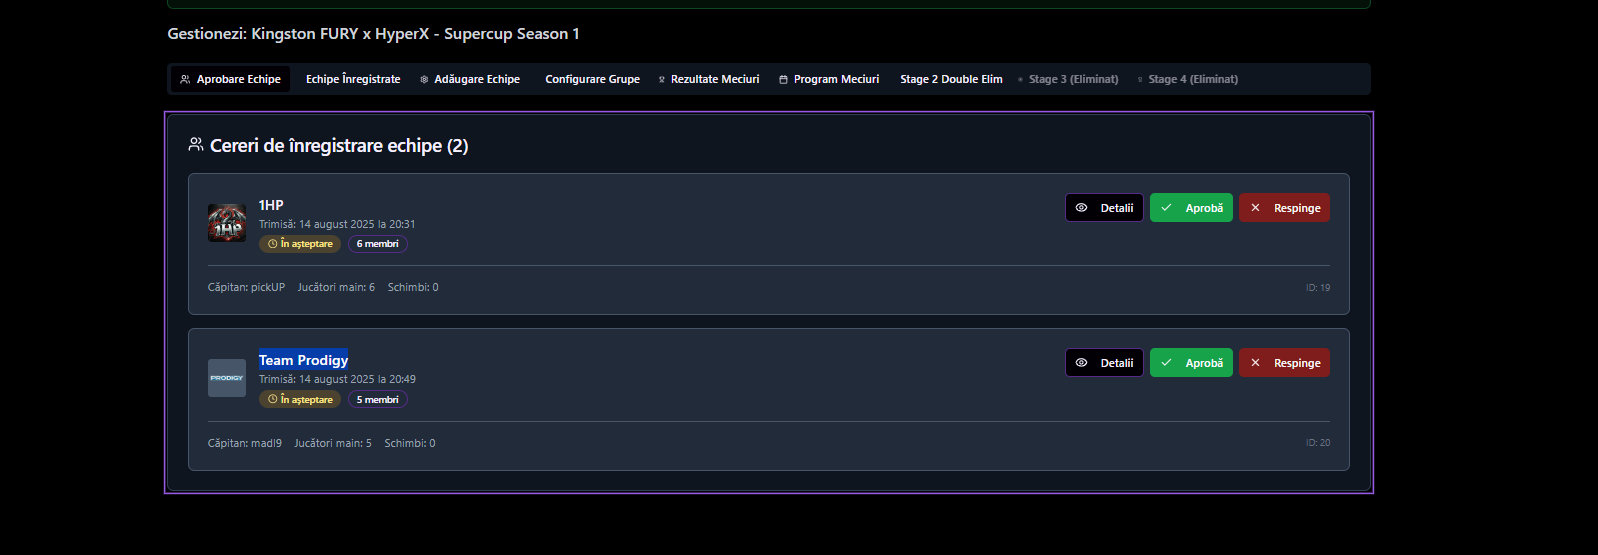 Gestionezi: Kingston FURY x HyperX - Supercup Season 1
Aprobare Echipe Echipe Înregistrate Adăugare Echipe Configurare Grupe Rezultate Meciuri Program Meciuri Stage 2 Double Elim Stage 3 (Eliminat) Stage 4 (Eliminat)
Cereri de înregistrare echipe (2)
1HP
1HP
Trimisă: 14 august 2025 la 20:31
În așteptare 6 membri
Detalii Aprobă Respinge
Căpitan: pickUP Jucători main: 6 Schimbi: 0 ID: 19
PRODIGY
Team Prodigy
Trimisă: 14 august 2025 la 20:49
În așteptare 5 membri
Detalii Aprobă Respinge
Căpitan: madl9 Jucători main: 5 Schimbi: 0 ID: 20